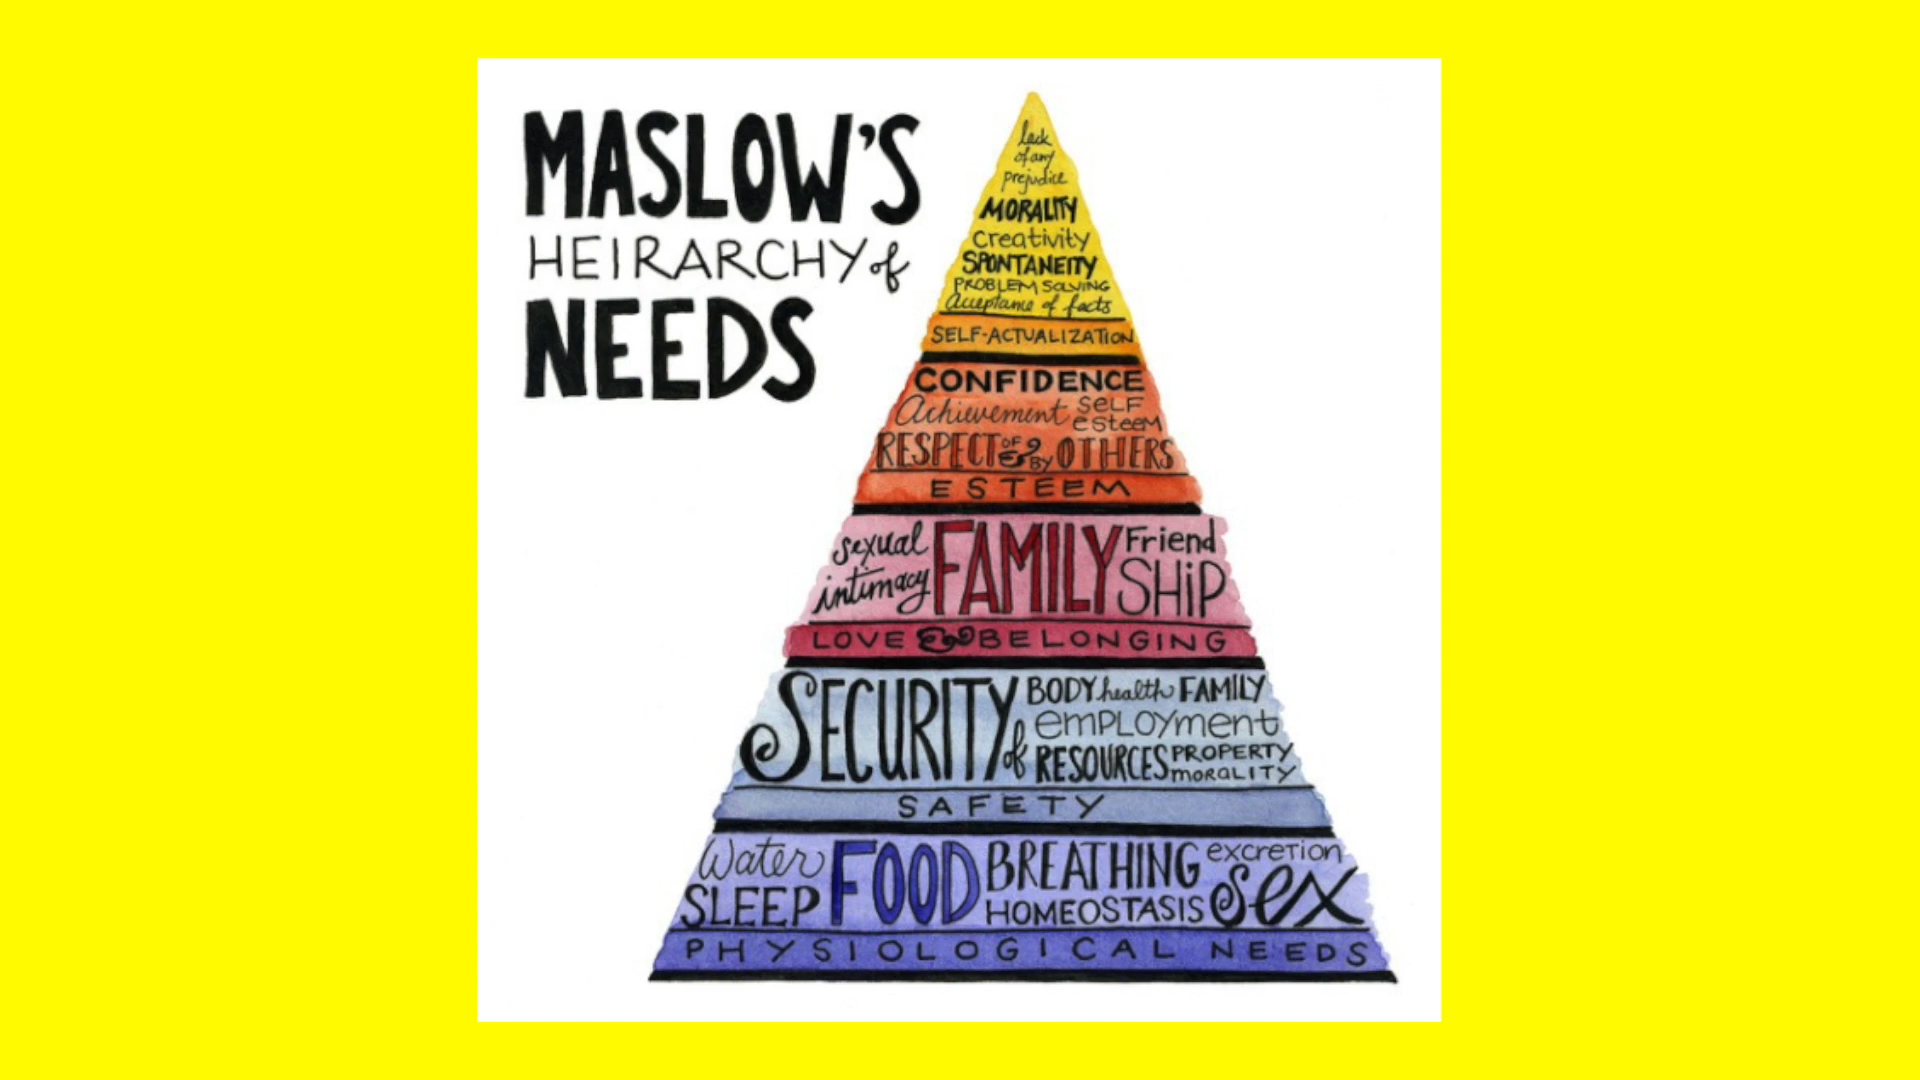 MASLOW'S
HEIRARCHY of
NEEDS
lack
of any
prejudice
MORALITY
creativity
SPONTANEITY
PROBLEM SOLVING
Acceptance of facts
SELF-ACTUALIZATION
CONFIDENCE
Achievement SELF
esteem
RESPECT OF & BY OTHERS
ESTEEM
sexual FAMILY Friend
intimacy SHiP
LOVE & BELONGING
SECURITY of BODY health FAMILY
emPLOYment
RESOURCES PROPERTY
moRaLITY
SAFETY
Water FOOD BREATHING excreTion
SLEEP HOMEOSTASIS sex
PHYSIOLOGICAL NEEDS